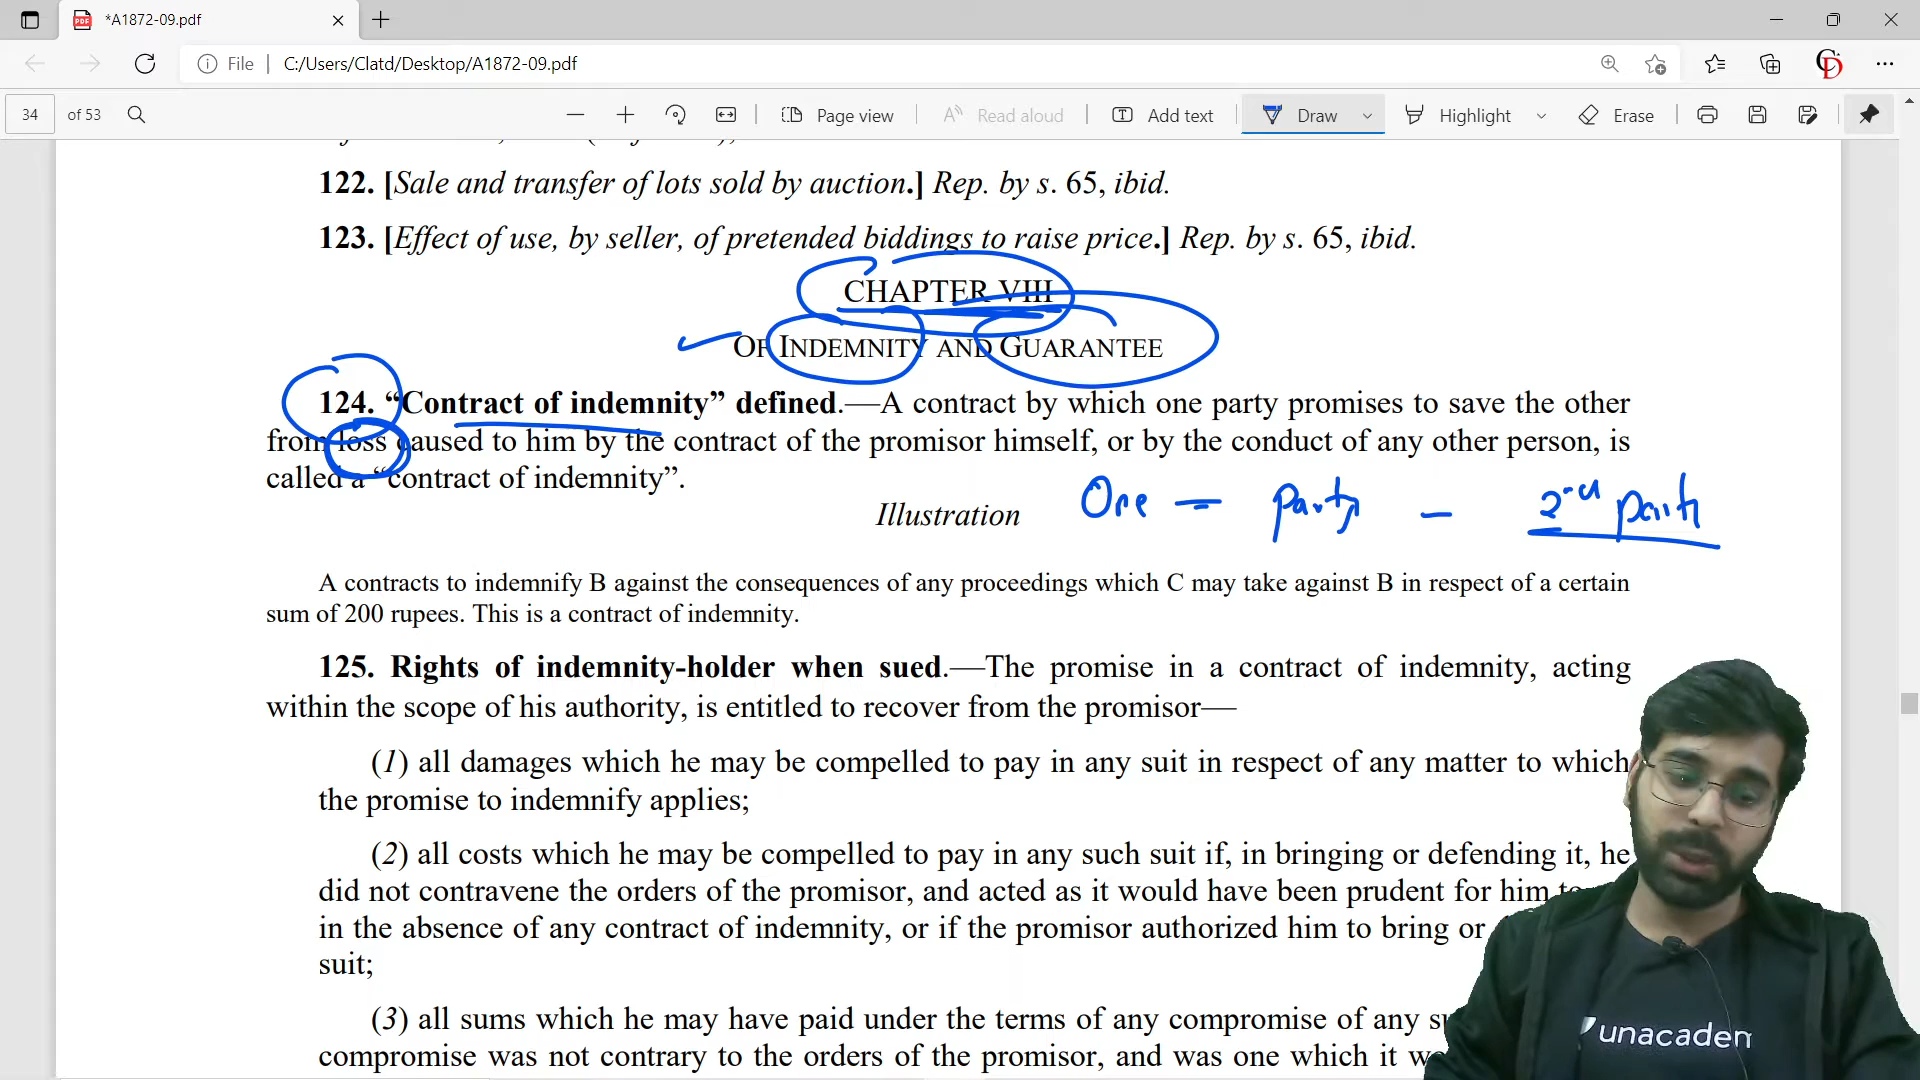 *A1872-09.pdf
File
C:/Users/Clatd/Desktop/A1872-09.pdf
34 of 53
Page view
Read aloud
Add text
Draw
Highlight
Erase
122. [Sale and transfer of lots sold by auction.] Rep. by s. 65, ibid.
123. [Effect of use, by seller, of pretended biddings to raise price.] Rep. by s. 65, ibid.
CHAPTER VIII
OF INDEMNITY AND GUARANTEE
124. “Contract of indemnity” defined.—A contract by which one party promises to save the other
from loss caused to him by the contract of the promisor himself, or by the conduct of any other person, is
called a “contract of indemnity”.
Illustration
One = party - 2nd
A contracts to indemnify B against the consequences of any proceedings which C may take against B in respect of a certain
sum of 200 rupees. This is a contract of indemnity.
125. Rights of indemnity-holder when sued.—The promise in a contract of indemnity, acting
within the scope of his authority, is entitled to recover from the promisor—
(1) all damages which he may be compelled to pay in any suit in respect of any matter to which
the promise to indemnify applies;
(2) all costs which he may be compelled to pay in any such suit if, in bringing or defending it, he
did not contravene the orders of the promisor, and acted as it would have been prudent for him
in the absence of any contract of indemnity, or if the promisor authorized him to bring or
suit;
(3) all sums which he may have paid under the terms of any compromise of any
compromise was not contrary to the orders of the promisor, and was one which it
unacadem